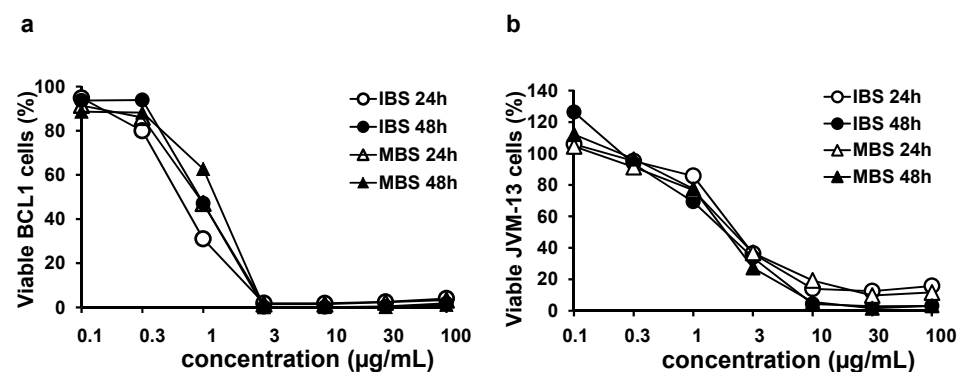 a
b
Viable BCL1 cells (%)
100
80
60
40
20
0
0.1 0.3 1 3 10 30 100
concentration (µg/mL)
IBS 24h
IBS 48h
MBS 24h
MBS 48h
Viable JVM-13 cells (%)
140
120
100
80
60
40
20
0
0.1 0.3 1 3 10 30 100
concentration (µg/mL)
IBS 24h
IBS 48h
MBS 24h
MBS 48h